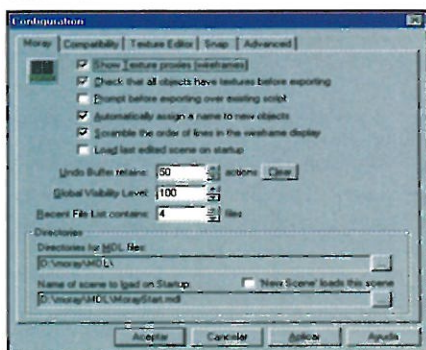 Configuration
Moray Compatibility Texture Editor Snap Advanced
Show Texture proxies (wireframes)
Check that all objects have textures before exporting
Prompt before exporting over existing script
Automatically assign a name to new objects
Scramble the order of lines in the wireframe display
Load last edited scene on startup
Undo Buffer retains: 50 actions Clear
Global Visibility Level: 100
Recent File List contains: 4 files
Directories
Directories for MDL files:
D:\moray\MDL\ ...
Name of scene to load on Startup 'New Scene' loads this scene
D:\moray\MDL\MorayStart.mdl ...
Aceptar Cancelar Aplicar Ayuda